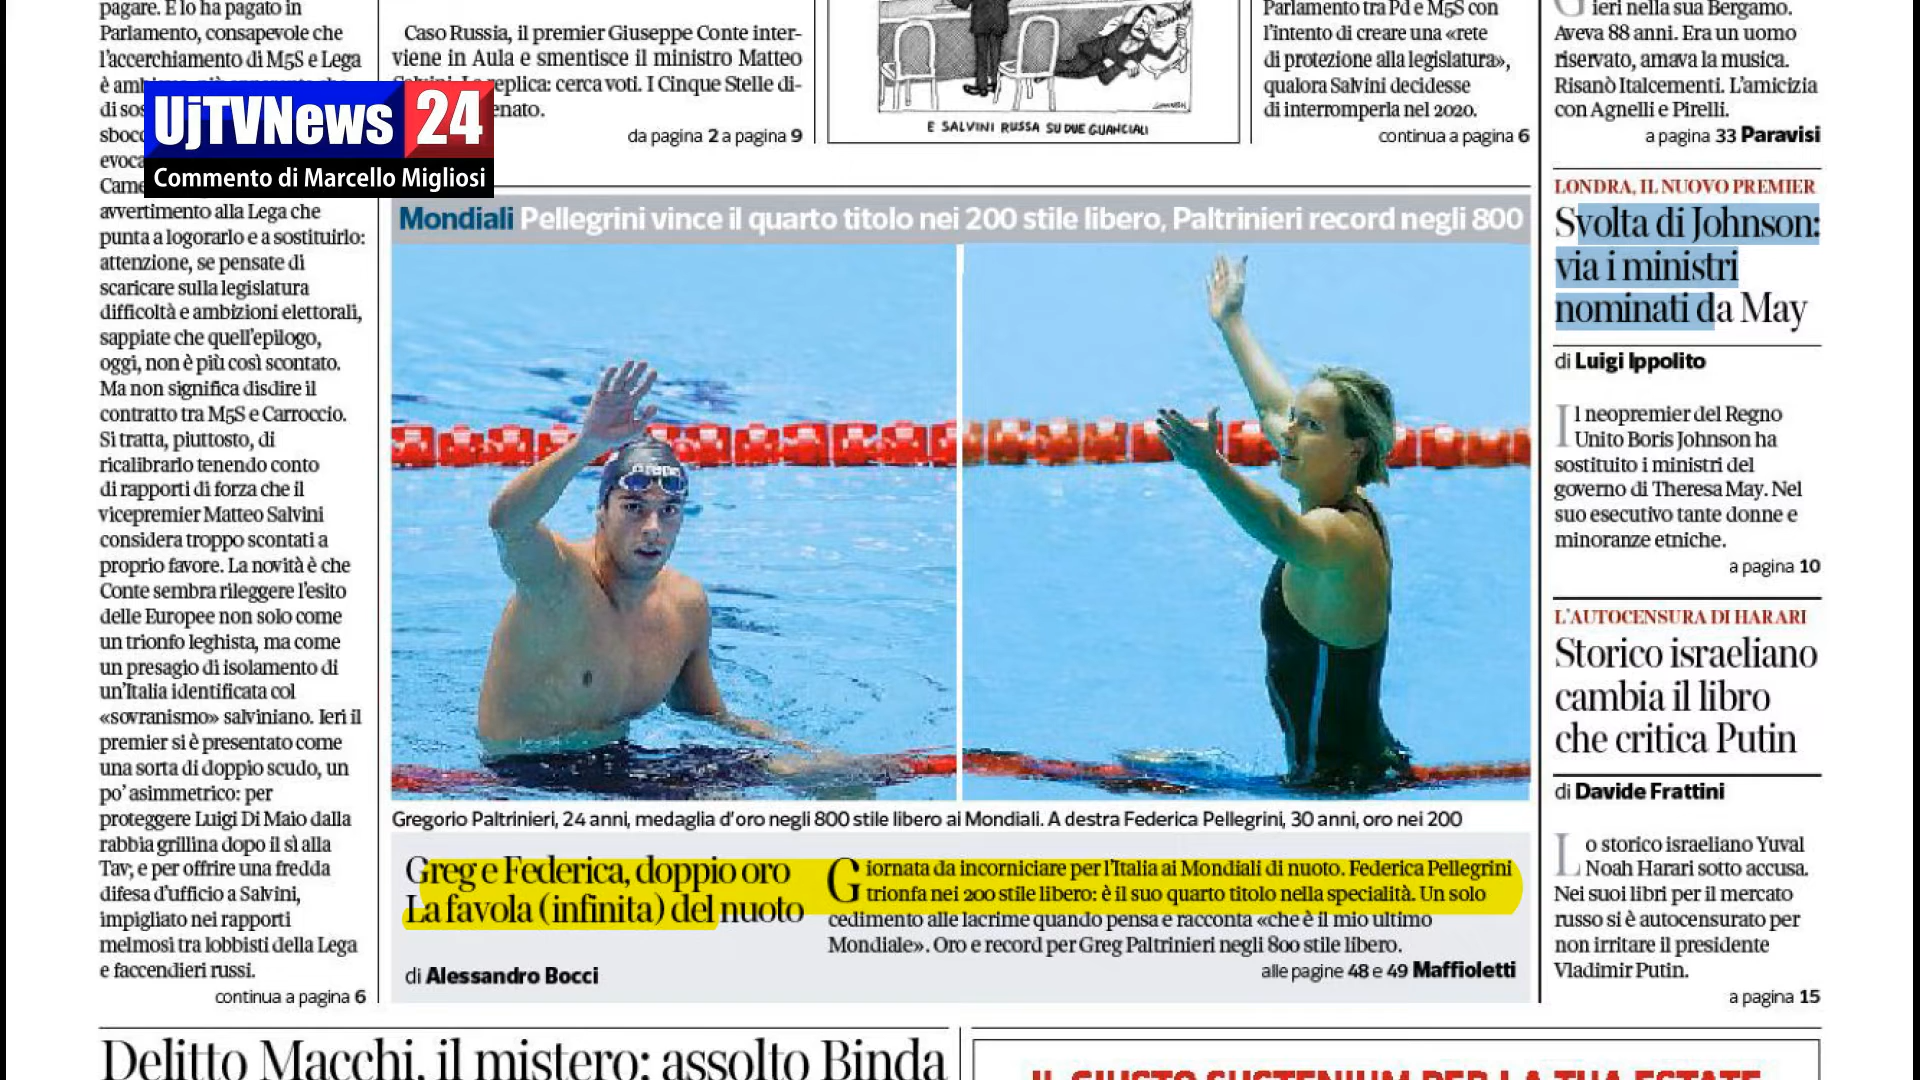 pagare. E lo ha pagato in
Parlamento, consapevole che
l'accerchiamento di M5S e Lega
è
di
evoca
avvertimento alla Lega che
punta a logorarlo e a sostituirlo:
attenzione, se pensate di
scaricare sulla legislatura
difficoltà e ambizioni elettorali,
sappiate che quell'epilogo,
oggi, non è più così scontato.
Ma non significa disdire il
contratto tra M5S e Carroccio.
Si tratta, piuttosto, di
ricalibrarlo tenendo conto
di rapporti di forza che il
vicepremier Matteo Salvini
considera troppo scontati a
proprio favore. La novità è che
Conte sembra rileggere l'esito
delle Europee non solo come
un trionfo leghista, ma come
un presagio di isolamento di
un'Italia identificata col
«sovranismo» salviniano. Ieri il
premier si è presentato come
una sorta di doppio scudo, un
po' asimmetrico: per
proteggere Luigi Di Maio dalla
rabbia grillina dopo il sì alla
Tav; e per offrire una fredda
difesa d'ufficio a Salvini,
impigliato nei rapporti
melmosi tra lobbisti della Lega
e faccendieri russi.
continua a pagina 6
UjTVNews 24
Commento di Marcello Migliosi
Caso Russia, il premier Giuseppe Conte inter-
viene in Aula e smentisce il ministro Matteo
Salvini. La replica: cerca voti. I Cinque Stelle di-
enato.
da pagina 2 a pagina 9
E SALVINI RUSSA SU DUE GUANCIALI
Parlamento tra Pd e M5S con
l'intento di creare una «rete
di protezione alla legislatura»,
qualora Salvini decidesse
di interromperla nel 2020.
continua a pagina 6
ieri nella sua Bergamo.
Aveva 88 anni. Era un uomo
riservato, amava la musica.
Risanò Italcementi. L'amicizia
con Agnelli e Pirelli.
a pagina 33 Paravisi
Mondiali Pellegrini vince il quarto titolo nei 200 stile libero, Paltrinieri record negli 800
arena
Gregorio Paltrinieri, 24 anni, medaglia d'oro negli 800 stile libero ai Mondiali. A destra Federica Pellegrini, 30 anni, oro nei 200
Greg e Federica, doppio oro
La favola (infinita) del nuoto
di Alessandro Bocci
Giornata da incorniciare per l'Italia ai Mondiali di nuoto. Federica Pellegrini
trionfa nei 200 stile libero: è il suo quarto titolo nella specialità. Un solo
cedimento alle lacrime quando pensa e racconta «che è il mio ultimo
Mondiale». Oro e record per Greg Paltrinieri negli 800 stile libero.
alle pagine 48 e 49 Maffioletti
LONDRA, IL NUOVO PREMIER
Svolta di Johnson:
via i ministri
nominati da May
di Luigi Ippolito
Il neopremier del Regno
Unito Boris Johnson ha
sostituito i ministri del
governo di Theresa May. Nel
suo esecutivo tante donne e
minoranze etniche.
a pagina 10
L'AUTOCENSURA DI HARARI
Storico israeliano
cambia il libro
che critica Putin
di Davide Frattini
Lo storico israeliano Yuval
Noah Harari sotto accusa.
Nei suoi libri per il mercato
russo si è autocensurato per
non irritare il presidente
Vladimir Putin.
a pagina 15
Delitto Macchi, il mistero: assolto Binda
IL GIUSTO SUSTENIUM PER LA TUA ESTATE